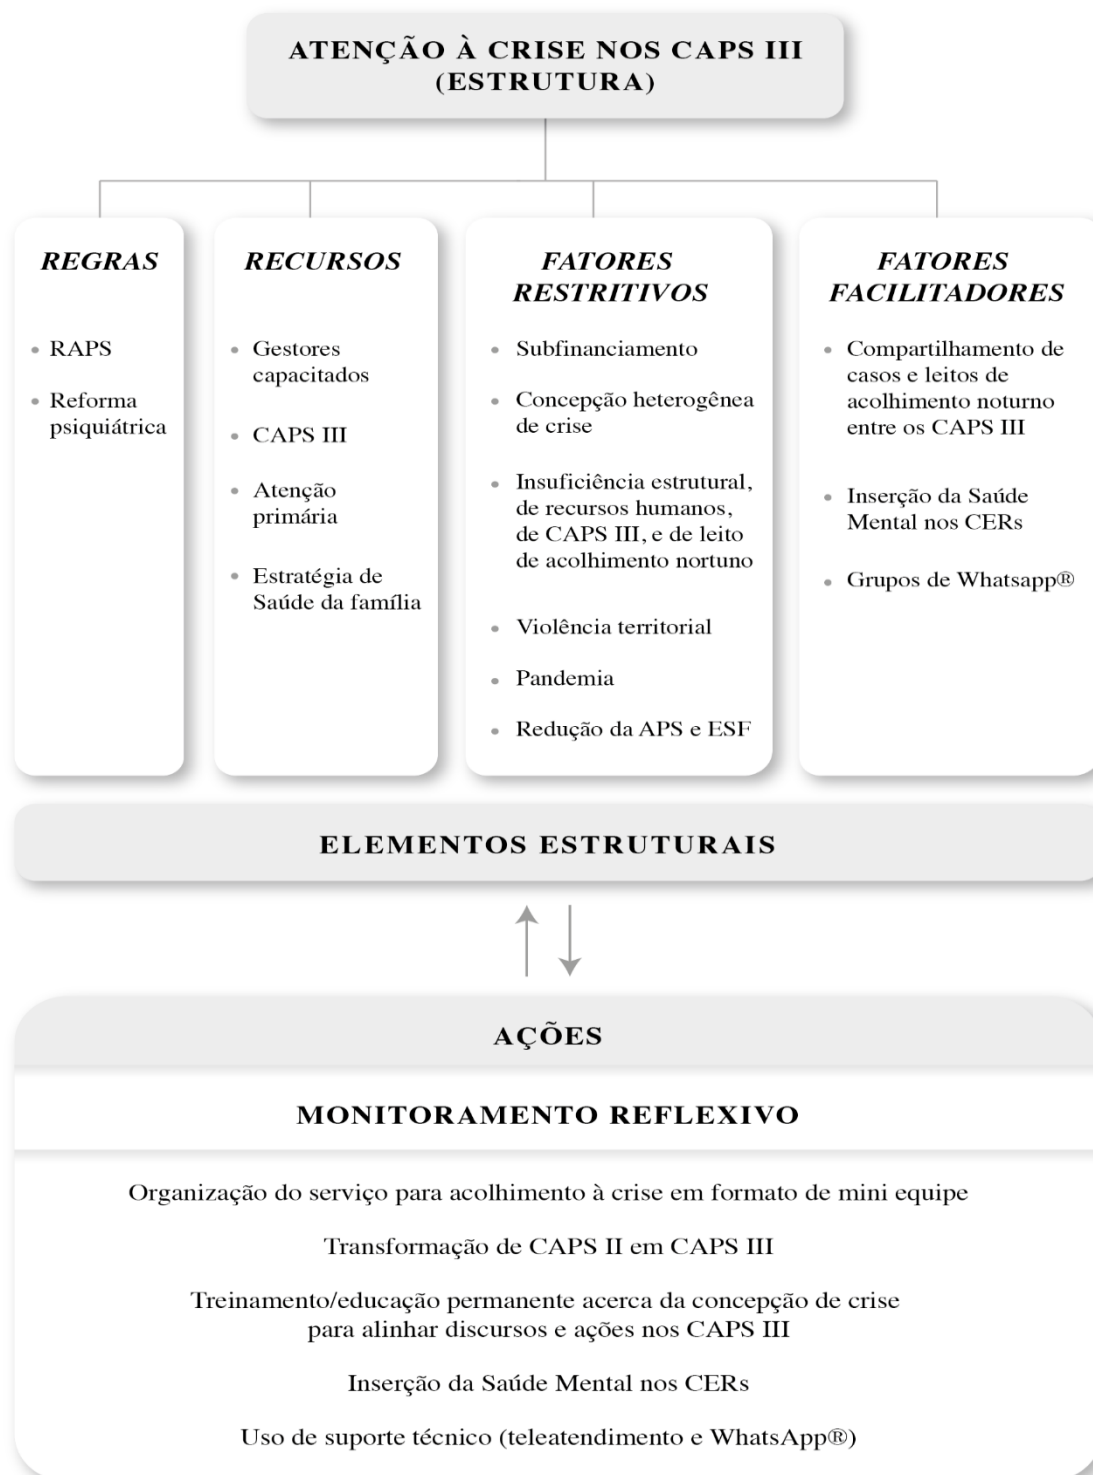 ATENÇÃO À CRISE NOS CAPS III
(ESTRUTURA)
REGRAS
RAPS
Reforma
psiquiátrica
RECURSOS
Gestores
capacitados
CAPS III
Atenção
primária
Estratégia de
Saúde da família
FATORES
RESTRITIVOS
Subfinanciamento
Concepção heterogênea
de crise
Insuficiência estrutural,
de recursos humanos,
de CAPS III, e de leito
de acolhimento nortuno
Violência territorial
Pandemia
Redução da APS e ESF
FATORES
FACILITADORES
Compartilhamento de
casos e leitos de
acolhimento noturno
entre os CAPS III
Inserção da Saúde
Mental nos CERs
Grupos de Whatsapp®
ELEMENTOS ESTRUTURAIS
AÇÕES
MONITORAMENTO REFLEXIVO
Organização do serviço para acolhimento à crise em formato de mini equipe
Transformação de CAPS II em CAPS III
Treinamento/educação permanente acerca da concepção de crise
para alinhar discursos e ações nos CAPS III
Inserção da Saúde Mental nos CERs
Uso de suporte técnico (teleatendimento e WhatsApp®)